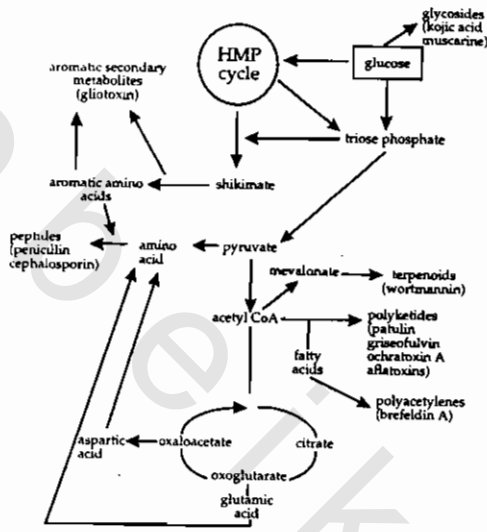 glycosides
(kojic acid
muscarine)
HMP
cycle
glucose
aromatic secondary
metabolites
(gliotoxin)
triose phosphate
aromatic amino
acids
shikimate
peptides
(penicullin
cephalosporin)
amino
acid
pyruvate
mevalonate
terpenoids
(wortmannin)
acetyl CoA
polyketides
(patulin
griseofulvin
ochratoxin A
aflatoxins)
fatty
acids
polyacetylenes
(brefeldin A)
aspartic
acid
oxaloacetate
citrate
oxoglutarate
glutamic
acid